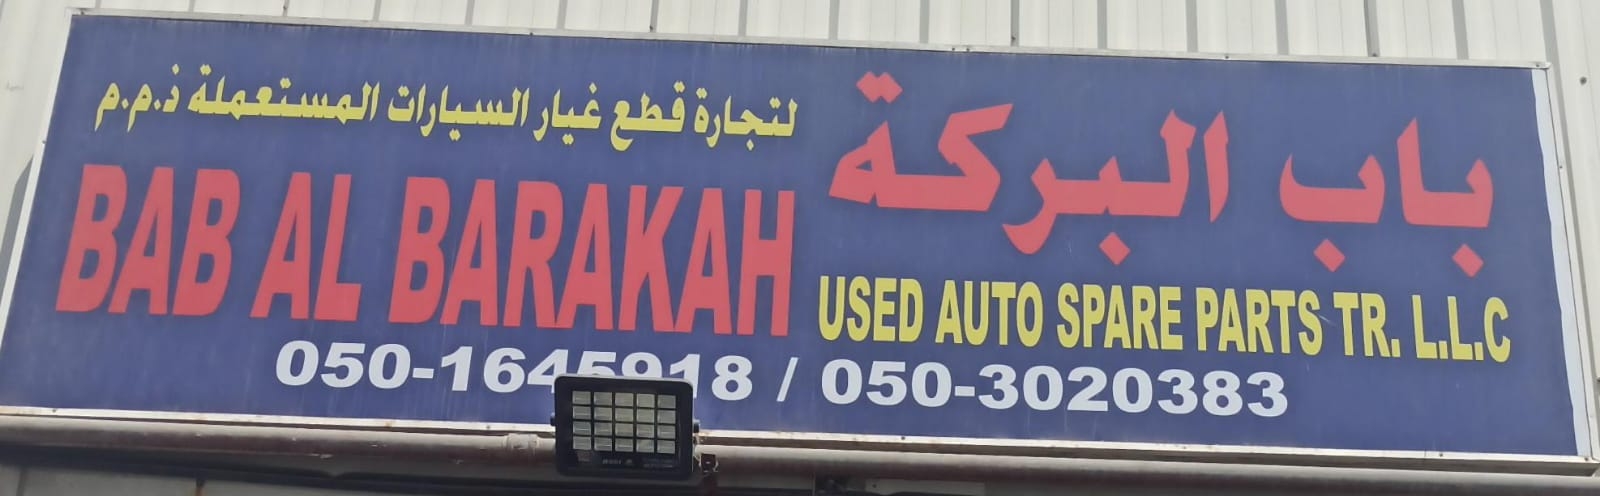 باب البركة
لتجارة قطع غيار السيارات المستعملة ذ.م.م
BAB AL BARAKAH
USED AUTO SPARE PARTS TR. L.L.C
050-1645918 / 050-3020383